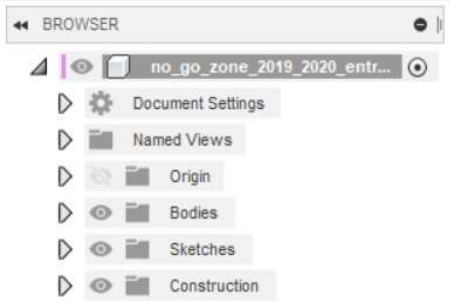 BROWSER
no_go_zone_2019_2020_entr...
Document Settings
Named Views
Origin
Bodies
Sketches
Construction